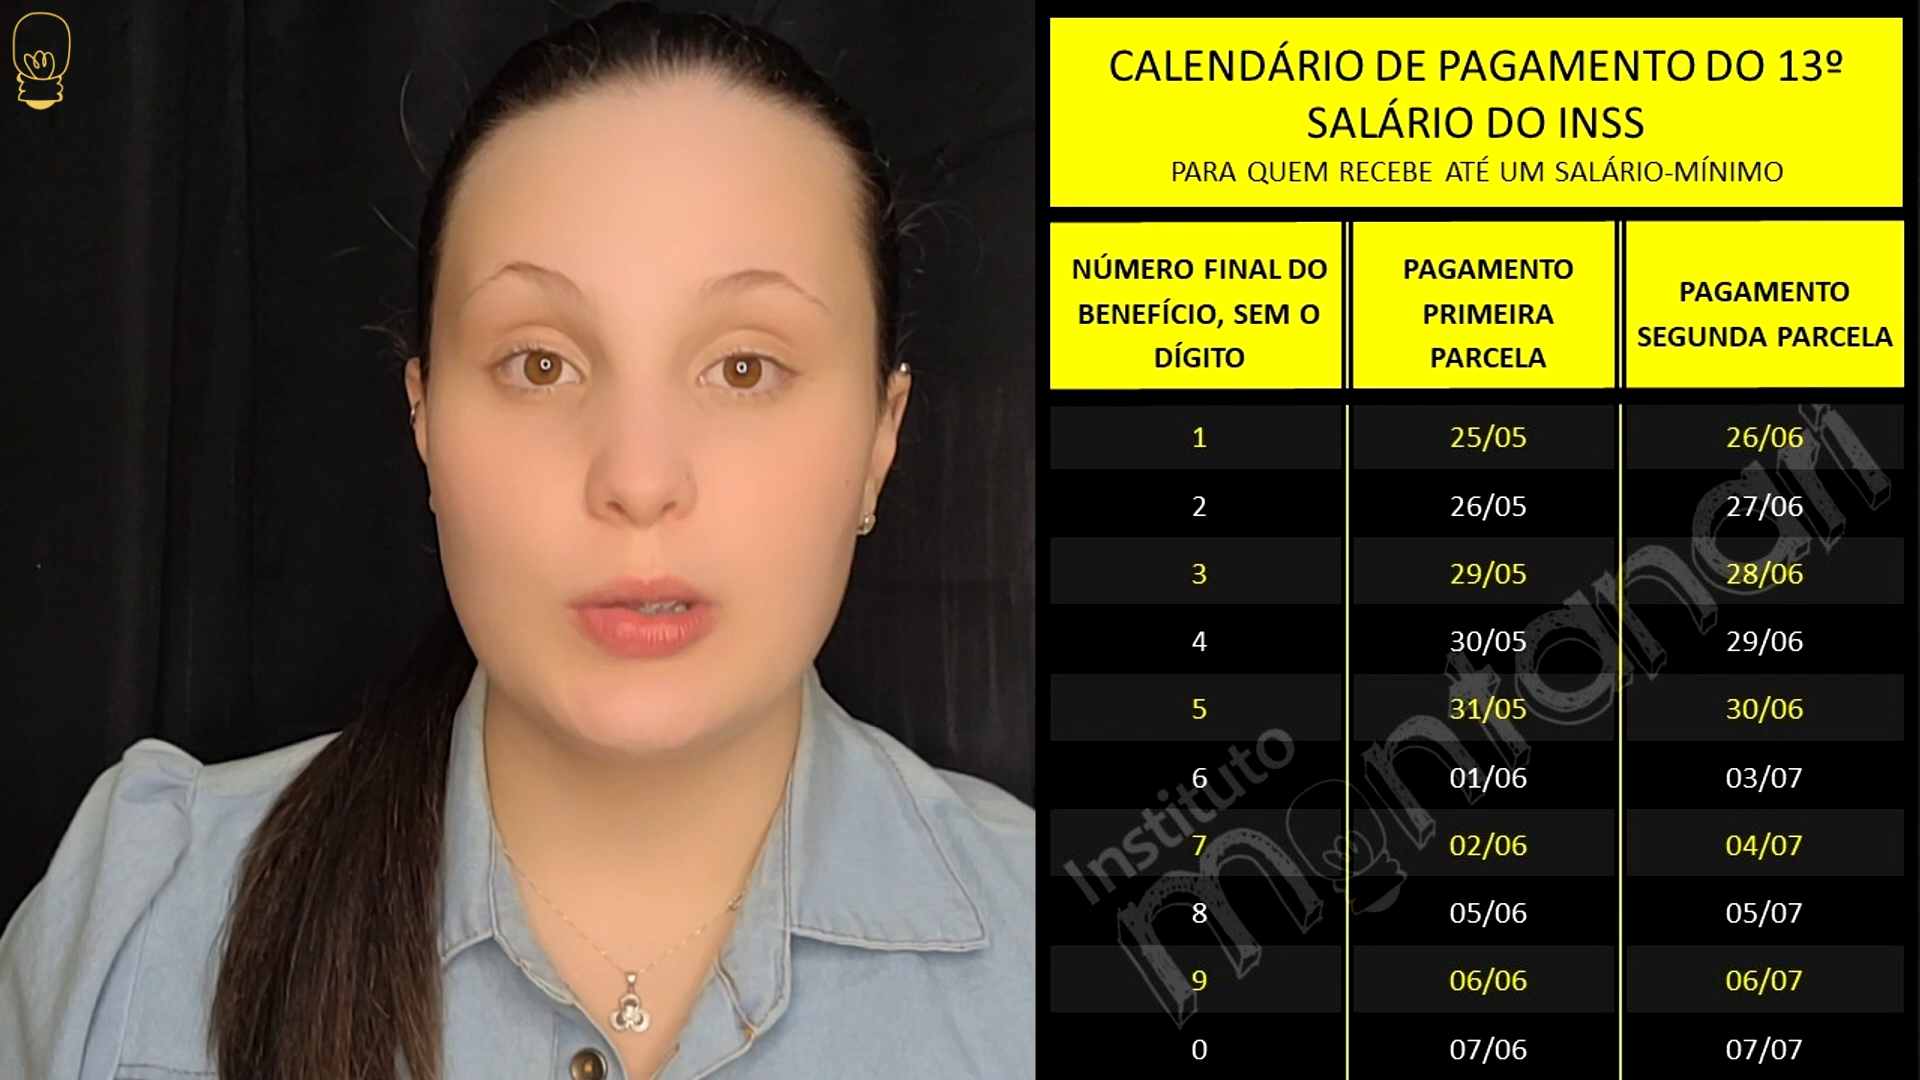 CALENDÁRIO DE PAGAMENTO DO 13º
SALÁRIO DO INSS
PARA QUEM RECEBE ATÉ UM SALÁRIO-MÍNIMO
NÚMERO FINAL DO
BENEFÍCIO, SEM O
DÍGITO
PAGAMENTO
PRIMEIRA
PARCELA
PAGAMENTO
SEGUNDA PARCELA
1 25/05 26/06
2 26/05 27/06
3 29/05 28/06
4 30/05 29/06
5 31/05 30/06
6 01/06 03/07
7 02/06 04/07
8 05/06 05/07
9 06/06 06/07
0 07/06 07/07
Instituto
montanari